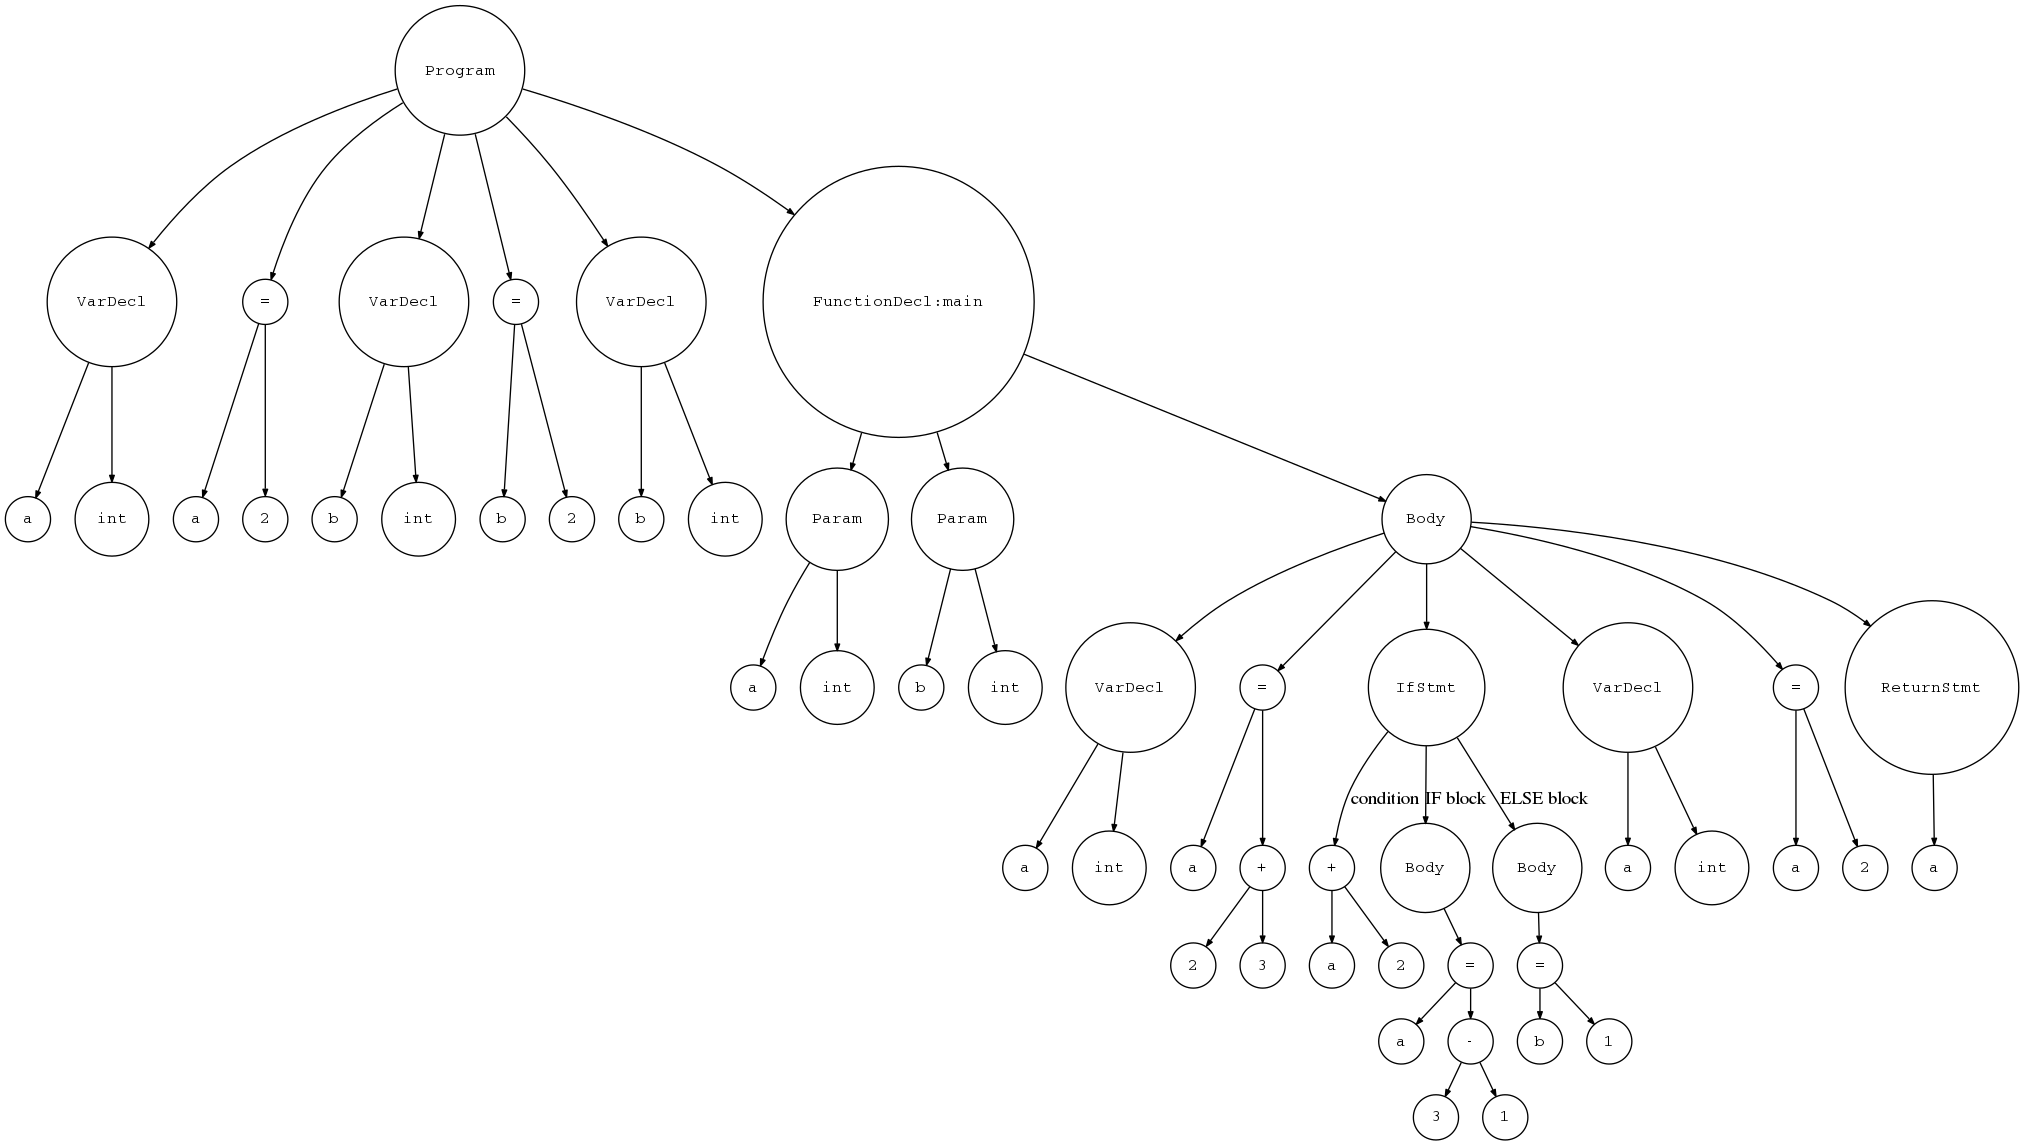 Program
VarDecl
=
VarDecl
=
VarDecl
FunctionDecl:main
a
int
a
2
b
int
b
2
b
int
Param
Param
Body
a
int
b
int
VarDecl
=
IfStmt
VarDecl
=
ReturnStmt
condition
IF block
ELSE block
a
int
a
+
+
Body
Body
a
int
a
2
a
2
3
a
2
=
=
a
-
b
1
3
1